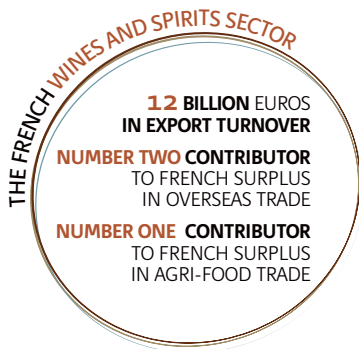 THE FRENCH WINES AND SPIRITS SECTOR
12 BILLION EUROS
IN EXPORT TURNOVER
NUMBER TWO CONTRIBUTOR
TO FRENCH SURPLUS
IN OVERSEAS TRADE
NUMBER ONE CONTRIBUTOR
TO FRENCH SURPLUS
IN AGRI-FOOD TRADE